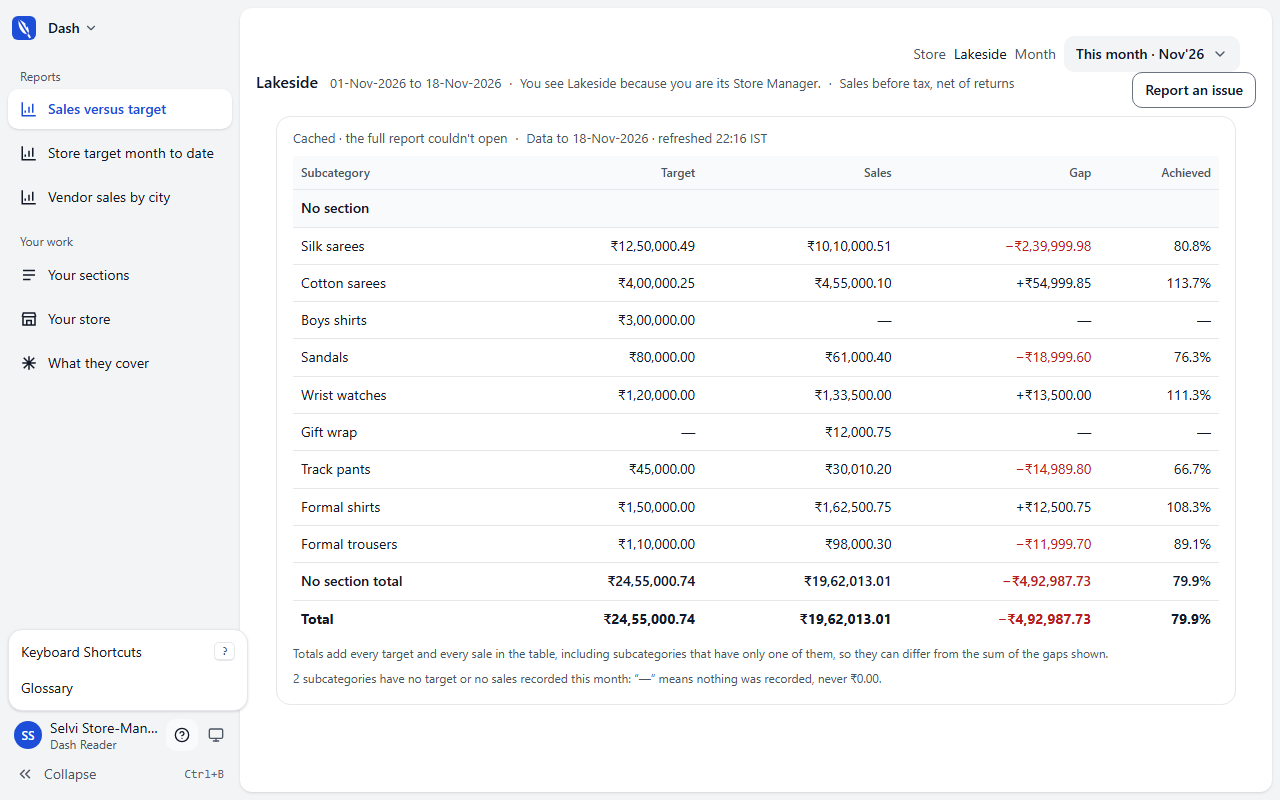 Dash
Reports
Sales versus target
Store target month to date
Vendor sales by city
Your work
Your sections
Your store
What they cover
Keyboard Shortcuts ?
Glossary
SS Selvi Store-Man...
Dash Reader
Collapse Ctrl+B
Store Lakeside Month This month · Nov'26
Lakeside 01-Nov-2026 to 18-Nov-2026 · You see Lakeside because you are its Store Manager. · Sales before tax, net of returns
Report an issue
Cached · the full report couldn't open · Data to 18-Nov-2026 · refreshed 22:16 IST
Subcategory Target Sales Gap Achieved
No section
Silk sarees ₹12,50,000.49 ₹10,10,000.51 −₹2,39,999.98 80.8%
Cotton sarees ₹4,00,000.25 ₹4,55,000.10 +₹54,999.85 113.7%
Boys shirts ₹3,00,000.00 — — —
Sandals ₹80,000.00 ₹61,000.40 −₹18,999.60 76.3%
Wrist watches ₹1,20,000.00 ₹1,33,500.00 +₹13,500.00 111.3%
Gift wrap — ₹12,000.75 — —
Track pants ₹45,000.00 ₹30,010.20 −₹14,989.80 66.7%
Formal shirts ₹1,50,000.00 ₹1,62,500.75 +₹12,500.75 108.3%
Formal trousers ₹1,10,000.00 ₹98,000.30 −₹11,999.70 89.1%
No section total ₹24,55,000.74 ₹19,62,013.01 −₹4,92,987.73 79.9%
Total ₹24,55,000.74 ₹19,62,013.01 −₹4,92,987.73 79.9%
Totals add every target and every sale in the table, including subcategories that have only one of them, so they can differ from the sum of the gaps shown.
2 subcategories have no target or no sales recorded this month: “—” means nothing was recorded, never ₹0.00.